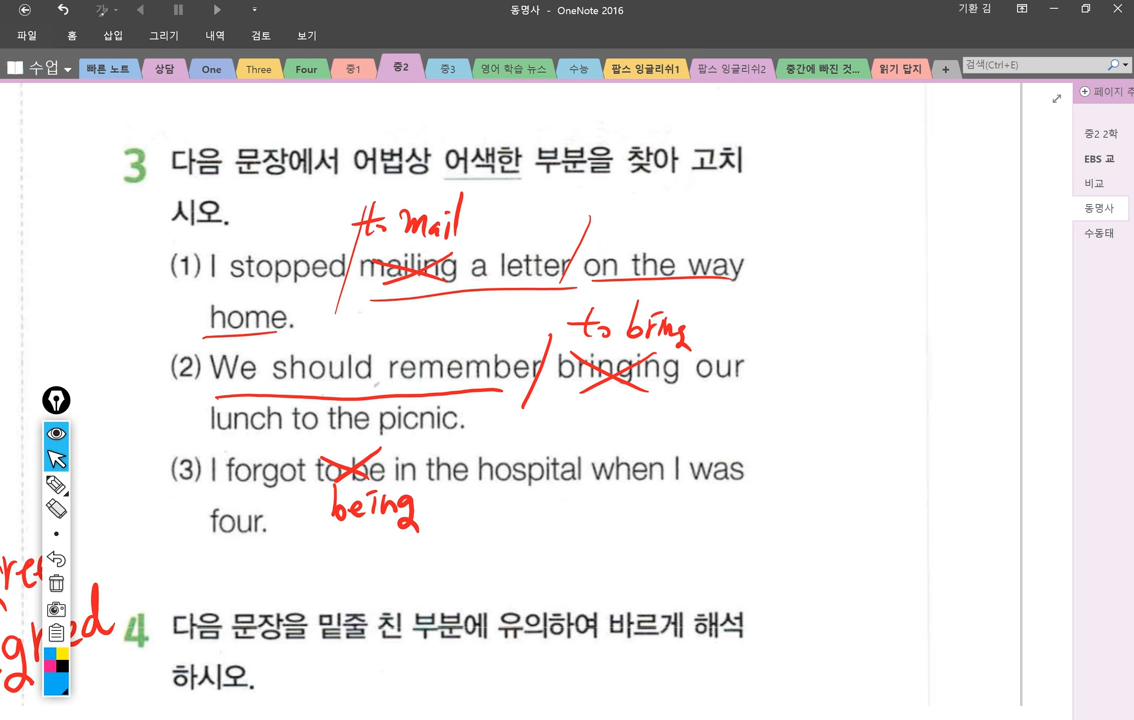 동명사 - OneNote 2016
기환 김
파일 홈 삽입 그리기 내역 검토 보기
수업 빠른 노트 상담 One Three Four 중1 중2 중3 영어 학습 뉴스 수능 팝스 잉글리쉬1 팝스 잉글리쉬2 중간에 빠진 것... 읽기 답지 + 검색(Ctrl+E)
페이지 추
중2 2학
EBS 교
비교
동명사
수동태
3 다음 문장에서 어법상 어색한 부분을 찾아 고치
시오.
to mail
(1) I stopped mailing a letter on the way
home.
to bring
(2) We should remember bringing our
lunch to the picnic.
(3) I forgot to be in the hospital when I was
being
four.
4 다음 문장을 밑줄 친 부분에 유의하여 바르게 해석
하시오.